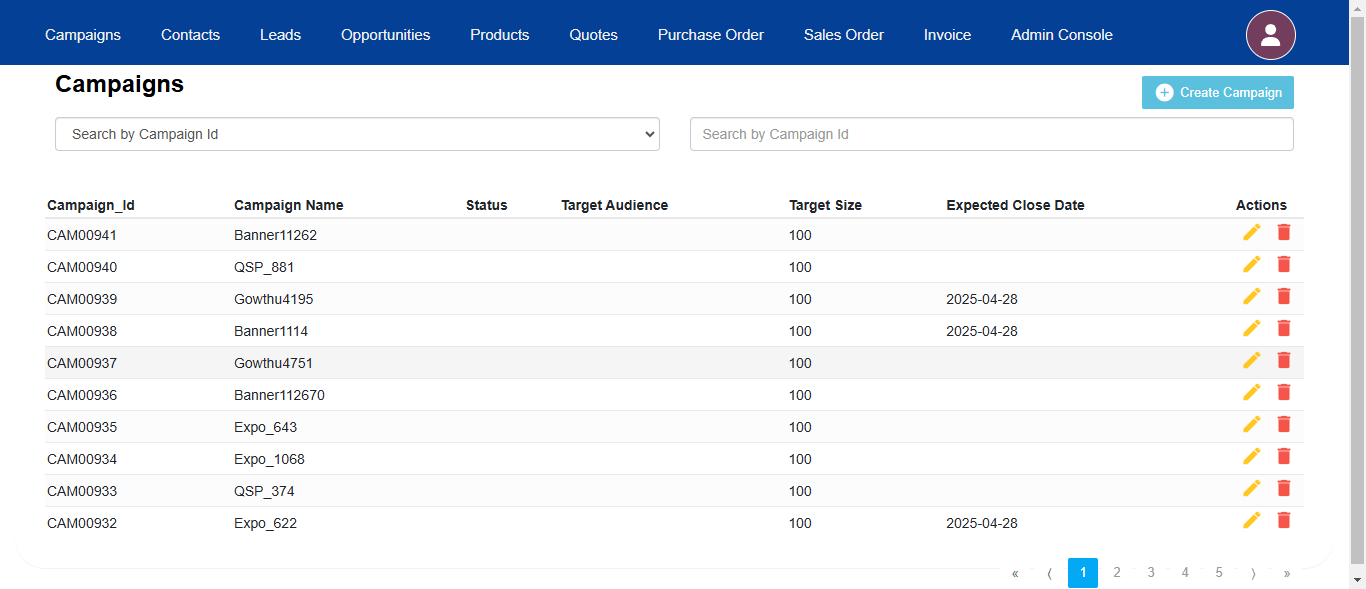 Campaigns Contacts Leads Opportunities Products Quotes Purchase Order Sales Order Invoice Admin Console
Campaigns
Create Campaign
Search by Campaign Id Search by Campaign Id
Campaign_Id Campaign Name Status Target Audience Target Size Expected Close Date Actions
CAM00941 Banner11262 100
CAM00940 QSP_881 100
CAM00939 Gowthu4195 100 2025-04-28
CAM00938 Banner1114 100 2025-04-28
CAM00937 Gowthu4751 100
CAM00936 Banner112670 100
CAM00935 Expo_643 100
CAM00934 Expo_1068 100
CAM00933 QSP_374 100
CAM00932 Expo_622 100 2025-04-28
« ⟨ 1 2 3 4 5 ⟩ »